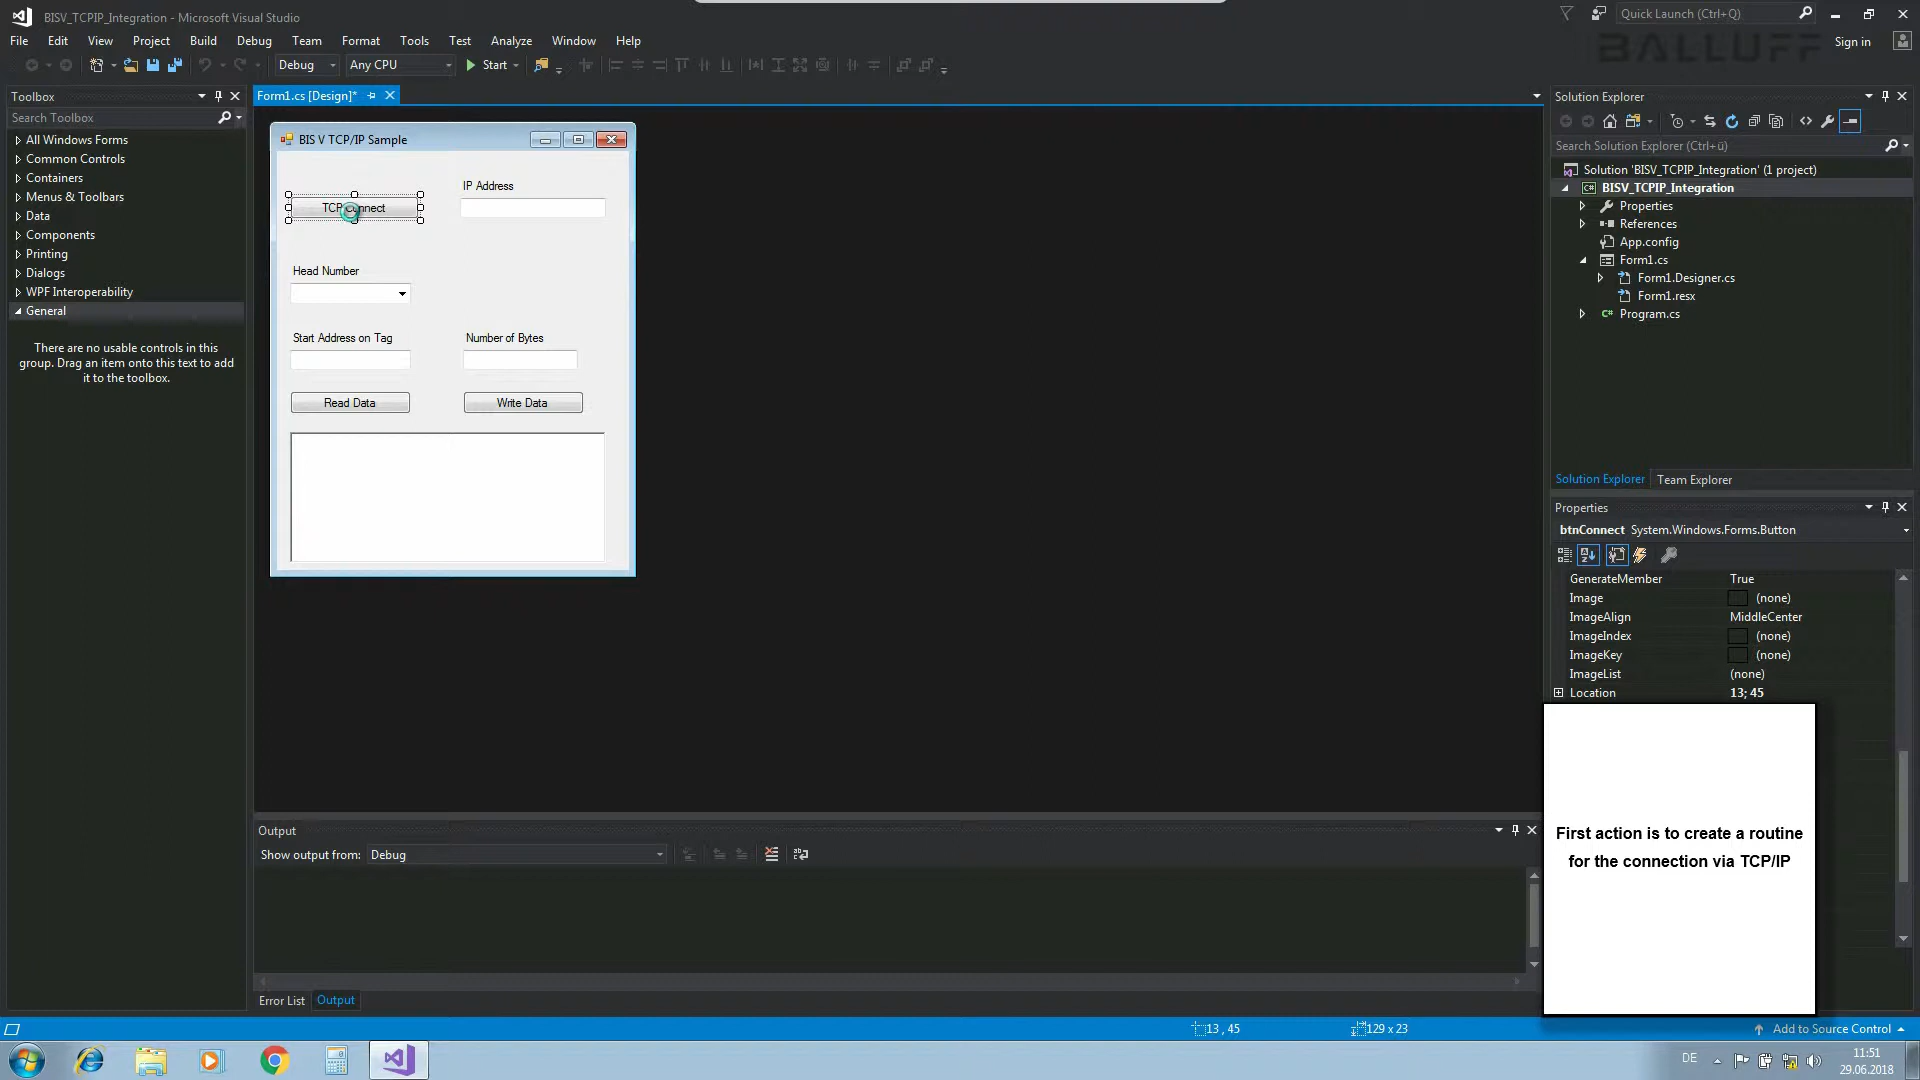 BISV_TCPIP_Integration - Microsoft Visual Studio
Quick Launch (Ctrl+Q)
File Edit View Project Build Debug Team Format Tools Test Analyze Window Help
BALLUFF
Sign in
Debug Any CPU Start
Toolbox
Search Toolbox
All Windows Forms
Common Controls
Containers
Menus & Toolbars
Data
Components
Printing
Dialogs
WPF Interoperability
General
There are no usable controls in this
group. Drag an item onto this text to add
it to the toolbox.
Form1.cs [Design]*
BIS V TCP/IP Sample
IP Address
TCP Connect
Head Number
Start Address on Tag
Number of Bytes
Read Data
Write Data
Output
Show output from: Debug
Error List Output
Solution Explorer
Search Solution Explorer (Ctrl+ü)
Solution 'BISV_TCPIP_Integration' (1 project)
BISV_TCPIP_Integration
Properties
References
App.config
Form1.cs
Form1.Designer.cs
Form1.resx
Program.cs
Solution Explorer Team Explorer
Properties
btnConnect System.Windows.Forms.Button
GenerateMember True
Image (none)
ImageAlign MiddleCenter
ImageIndex (none)
ImageKey (none)
ImageList (none)
Location 13; 45
First action is to create a routine
for the connection via TCP/IP
13 , 45
129 x 23
Add to Source Control
DE
11:51
29.06.2018